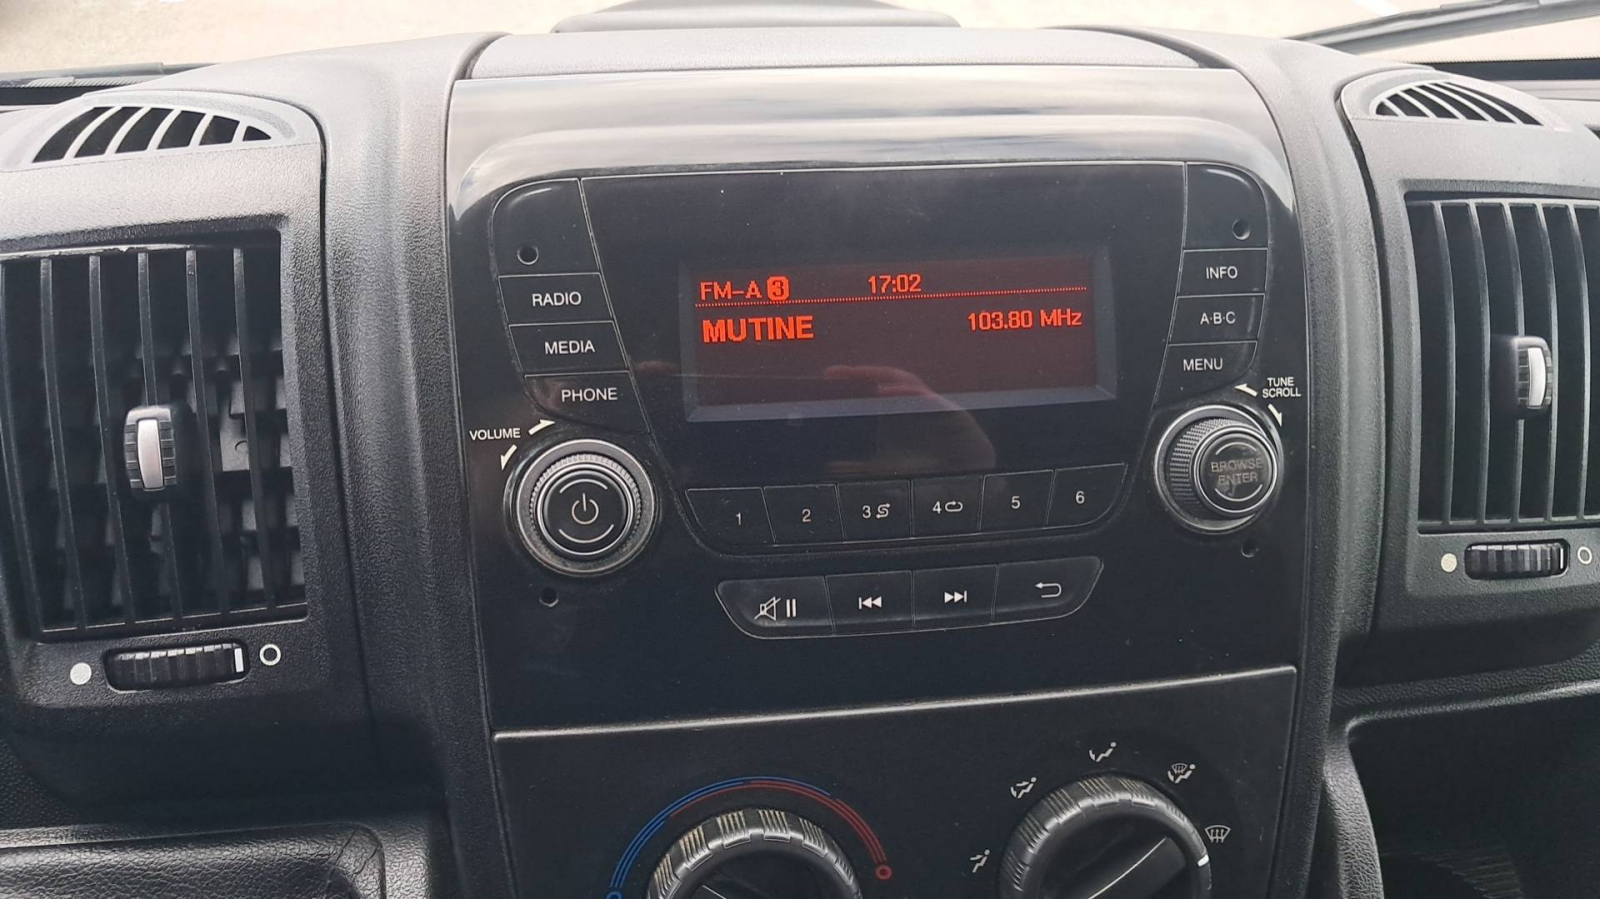 FM-A 3 17:02
MUTINE 103.80 MHz
RADIO
MEDIA
PHONE
VOLUME
INFO
A·B·C
MENU
TUNE
SCROLL
BROWSE
ENTER
1 2 3 4 5 6